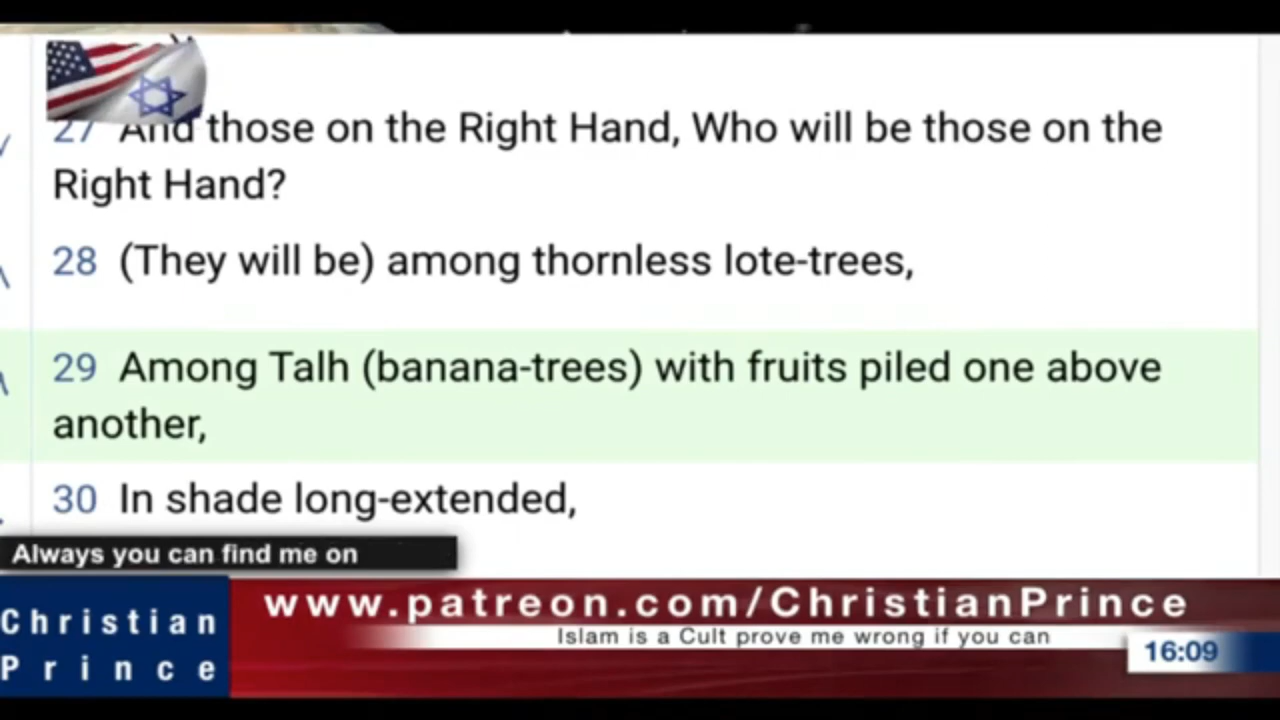 27 And those on the Right Hand, Who will be those on the
Right Hand?
28 (They will be) among thornless lote-trees,
29 Among Talh (banana-trees) with fruits piled one above
another,
30 In shade long-extended,
Always you can find me on
Christian
Prince
www.patreon.com/ChristianPrince
Islam is a Cult prove me wrong if you can
16:09